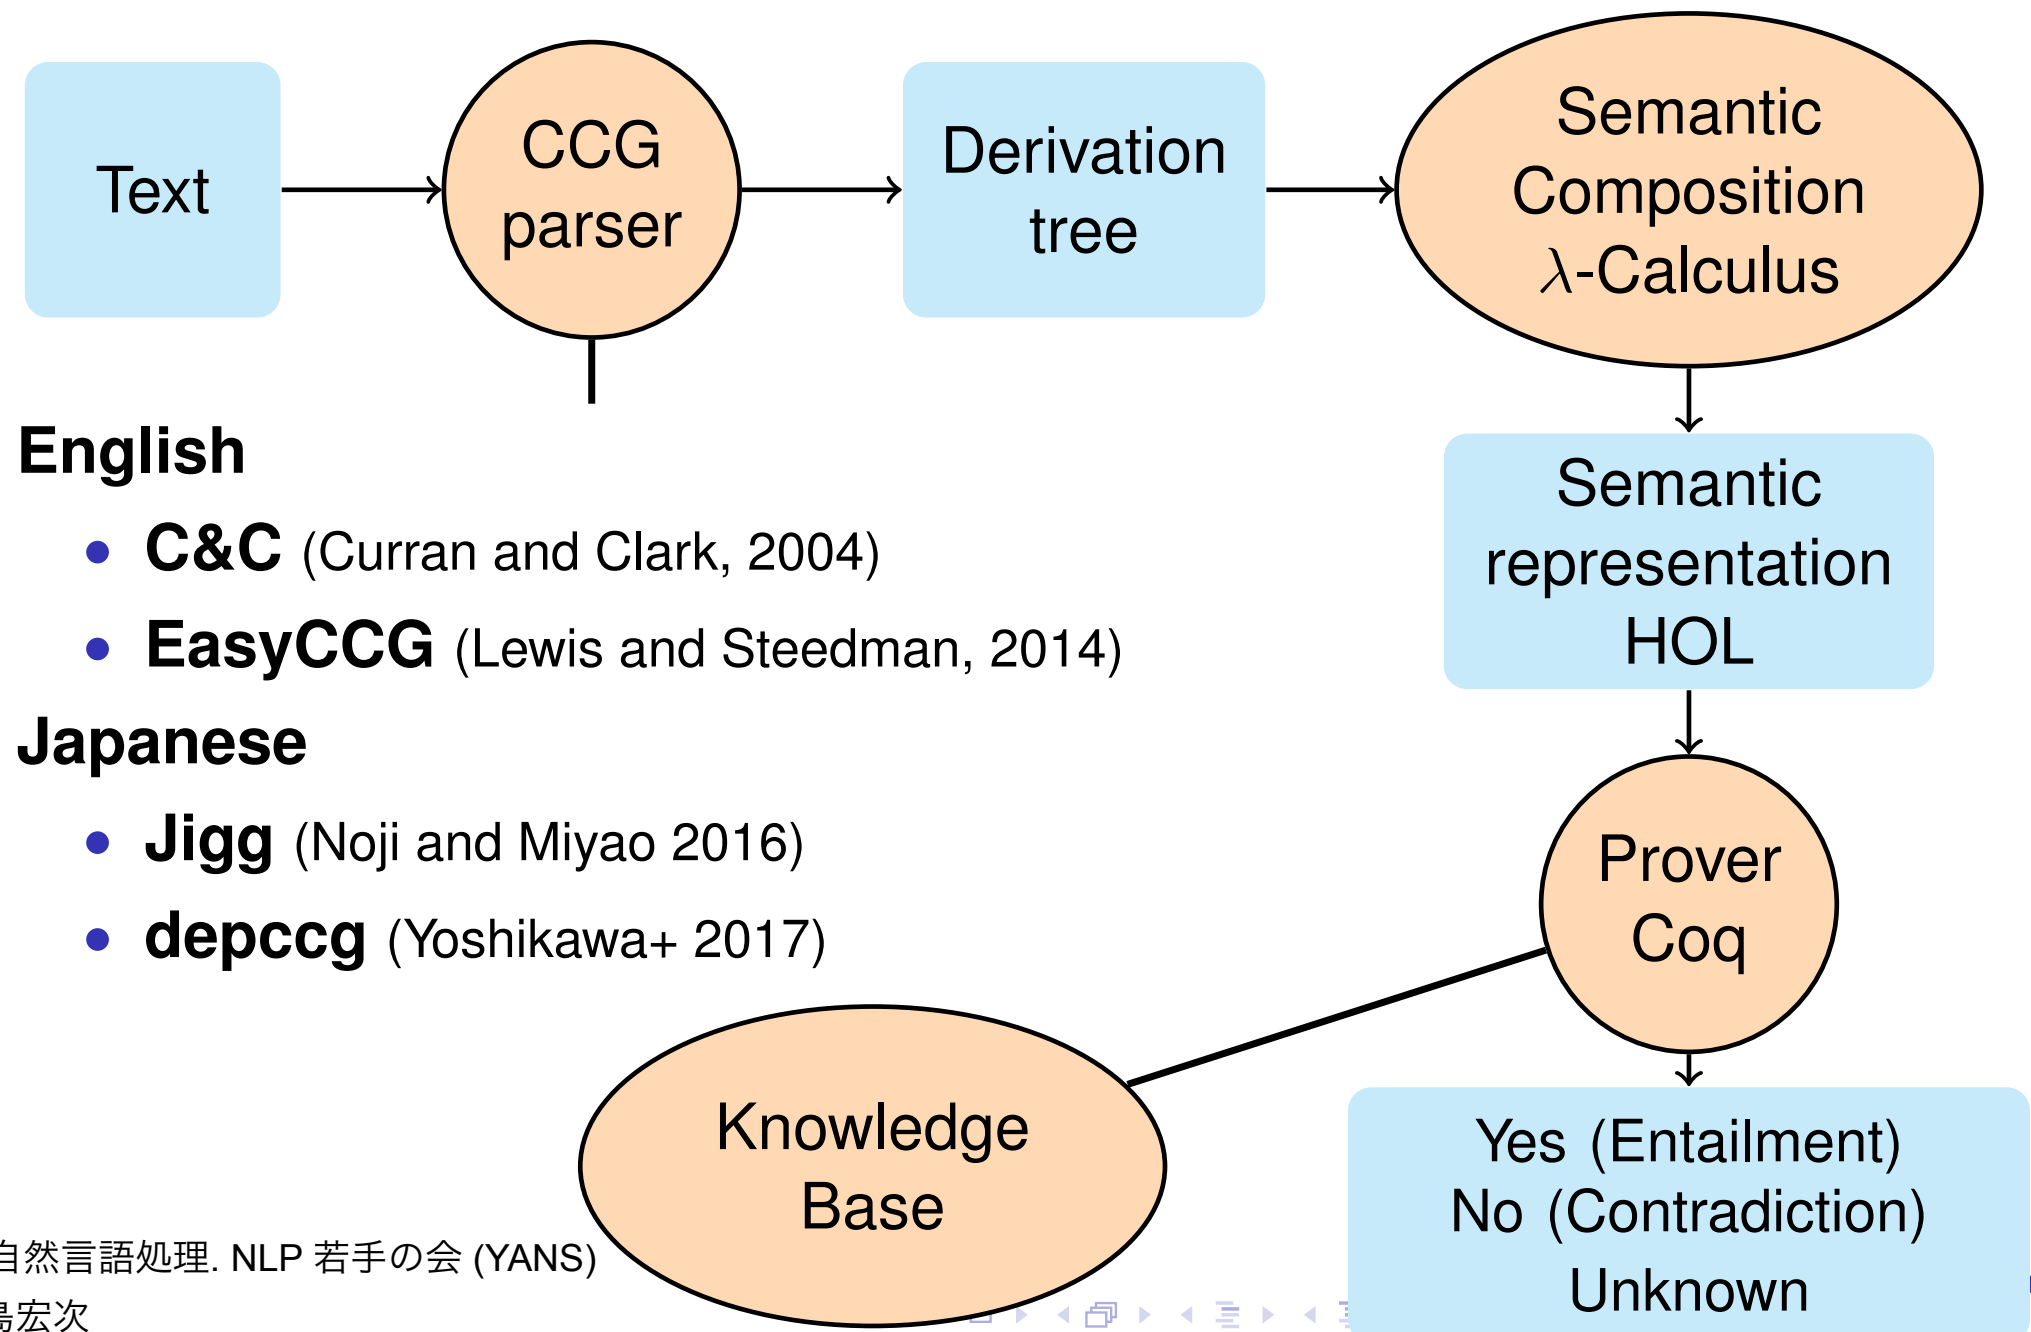 Text
CCG
parser
Derivation
tree
Semantic
Composition
λ-Calculus
English
• C&C (Curran and Clark, 2004)
• EasyCCG (Lewis and Steedman, 2014)
Japanese
• Jigg (Noji and Miyao 2016)
• depccg (Yoshikawa+ 2017)
Semantic
representation
HOL
Prover
Coq
Knowledge
Base
Yes (Entailment)
No (Contradiction)
Unknown
自然言語処理. NLP 若手の会 (YANS)
島宏次